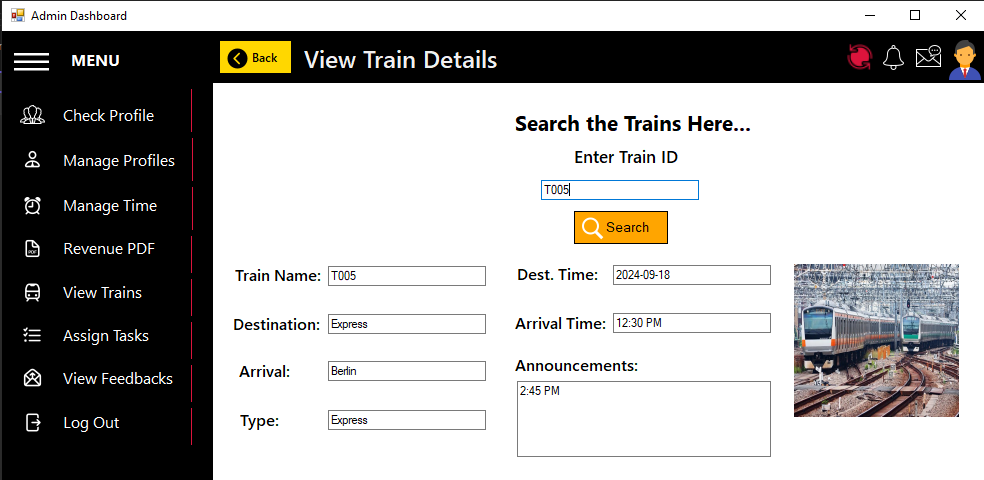 Admin Dashboard
MENU
Back
View Train Details
Check Profile
Manage Profiles
Manage Time
Revenue PDF
View Trains
Assign Tasks
View Feedbacks
Log Out
Search the Trains Here...
Enter Train ID
T005
Search
Train Name: T005
Destination: Express
Arrival: Berlin
Type: Express
Dest. Time: 2024-09-18
Arrival Time: 12:30 PM
Announcements:
2:45 PM